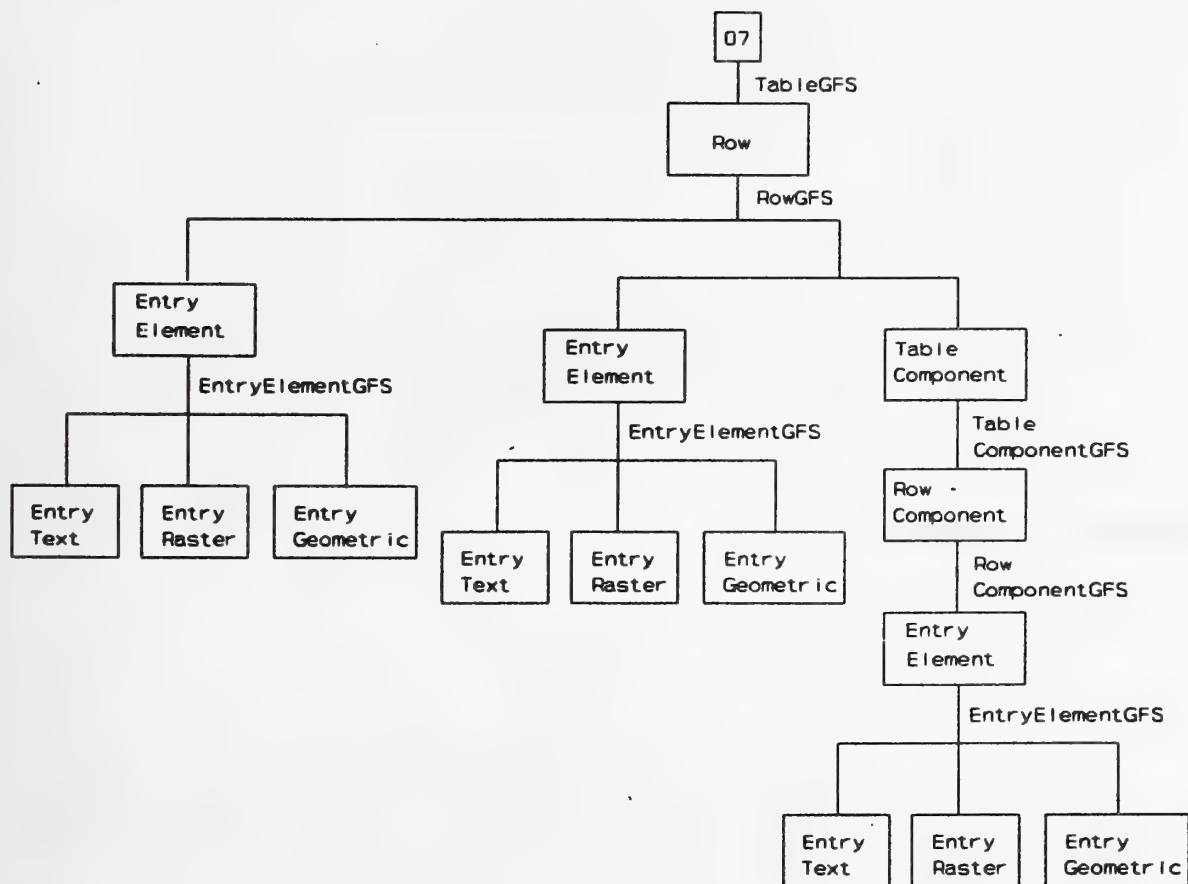 07
TableGFS
Row
RowGFS
Entry
Element
EntryElementGFS
Entry
Text
Entry
Raster
Entry
Geometric
Entry
Element
EntryElementGFS
Entry
Text
Entry
Raster
Entry
Geometric
Table
Component
Table
ComponentGFS
Row
Component
Row
ComponentGFS
Entry
Element
EntryElementGFS
Entry
Text
Entry
Raster
Entry
Geometric